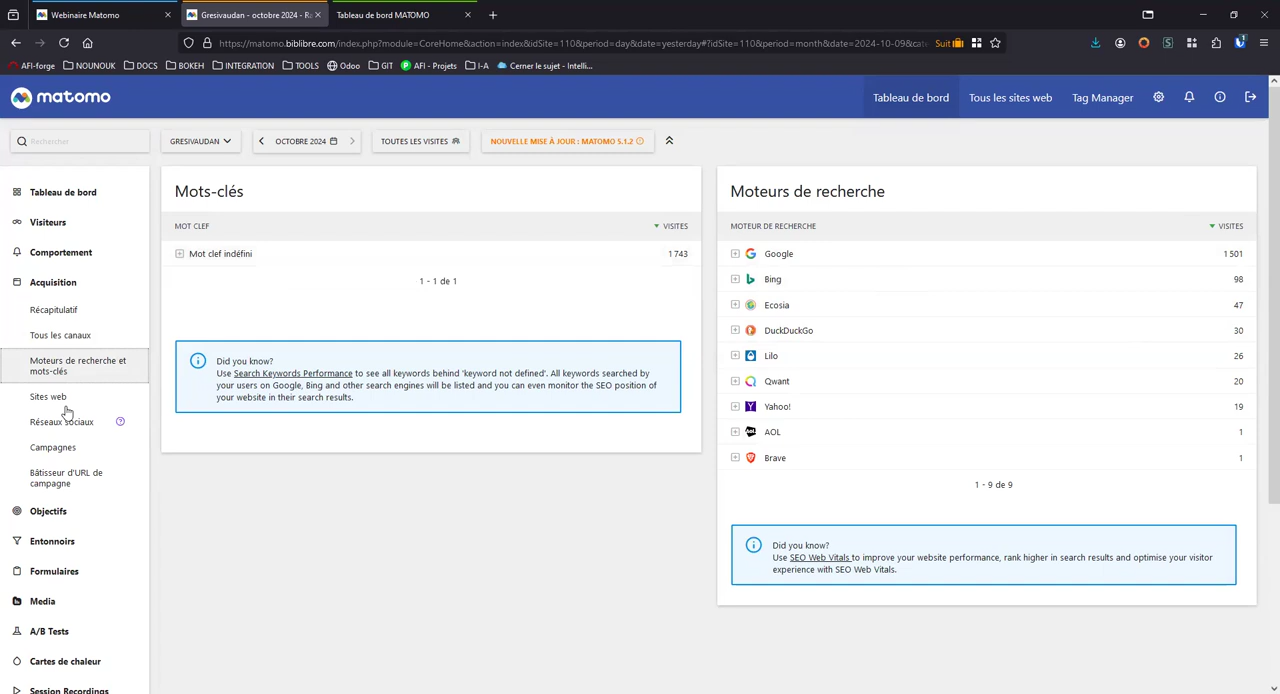 Webinaire Matomo
Gresivaudan - octobre 2024 - Ra
Tableau de bord MATOMO
https://matomo.biblibre.com/index.php?module=CoreHome&action=index&idSite=110&period=day&date=yesterday#?idSite=110&period=month&date=2024-10-09&cate
Suit
AFI-forge
NOUNOUK
DOCS
BOKEH
INTEGRATION
TOOLS
Odoo
GIT
AFI - Projets
I-A
Cerner le sujet - Intelli...
matomo
Tableau de bord
Tous les sites web
Tag Manager
Rechercher
GRESIVAUDAN
OCTOBRE 2024
TOUTES LES VISITES
NOUVELLE MISE À JOUR : MATOMO 5.1.2
Tableau de bord
Visiteurs
Comportement
Acquisition
Récapitulatif
Tous les canaux
Moteurs de recherche et
mots-clés
Sites web
Réseaux sociaux
Campagnes
Bâtisseur d'URL de
campagne
Objectifs
Entonnoirs
Formulaires
Media
A/B Tests
Cartes de chaleur
Session Recordings
Mots-clés
MOT CLEF VISITES
Mot clef indéfini 1 743
1 - 1 de 1
Did you know?
Use Search Keywords Performance to see all keywords behind 'keyword not defined'. All keywords searched by
your users on Google, Bing and other search engines will be listed and you can even monitor the SEO position of
your website in their search results.
Moteurs de recherche
MOTEUR DE RECHERCHE VISITES
Google 1 501
Bing 98
Ecosia 47
DuckDuckGo 30
Lilo 26
Qwant 20
Yahoo! 19
AOL 1
Brave 1
1 - 9 de 9
Did you know?
Use SEO Web Vitals to improve your website performance, rank higher in search results and optimise your visitor
experience with SEO Web Vitals.